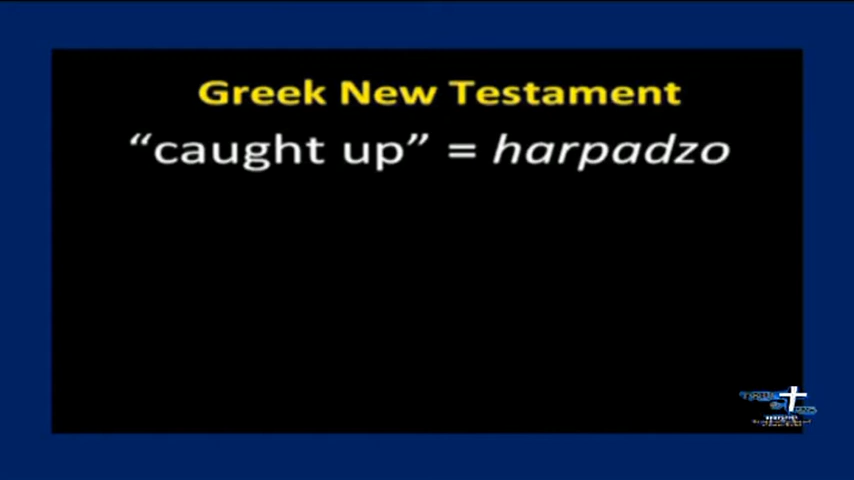 Greek New Testament
“caught up” = harpadzo